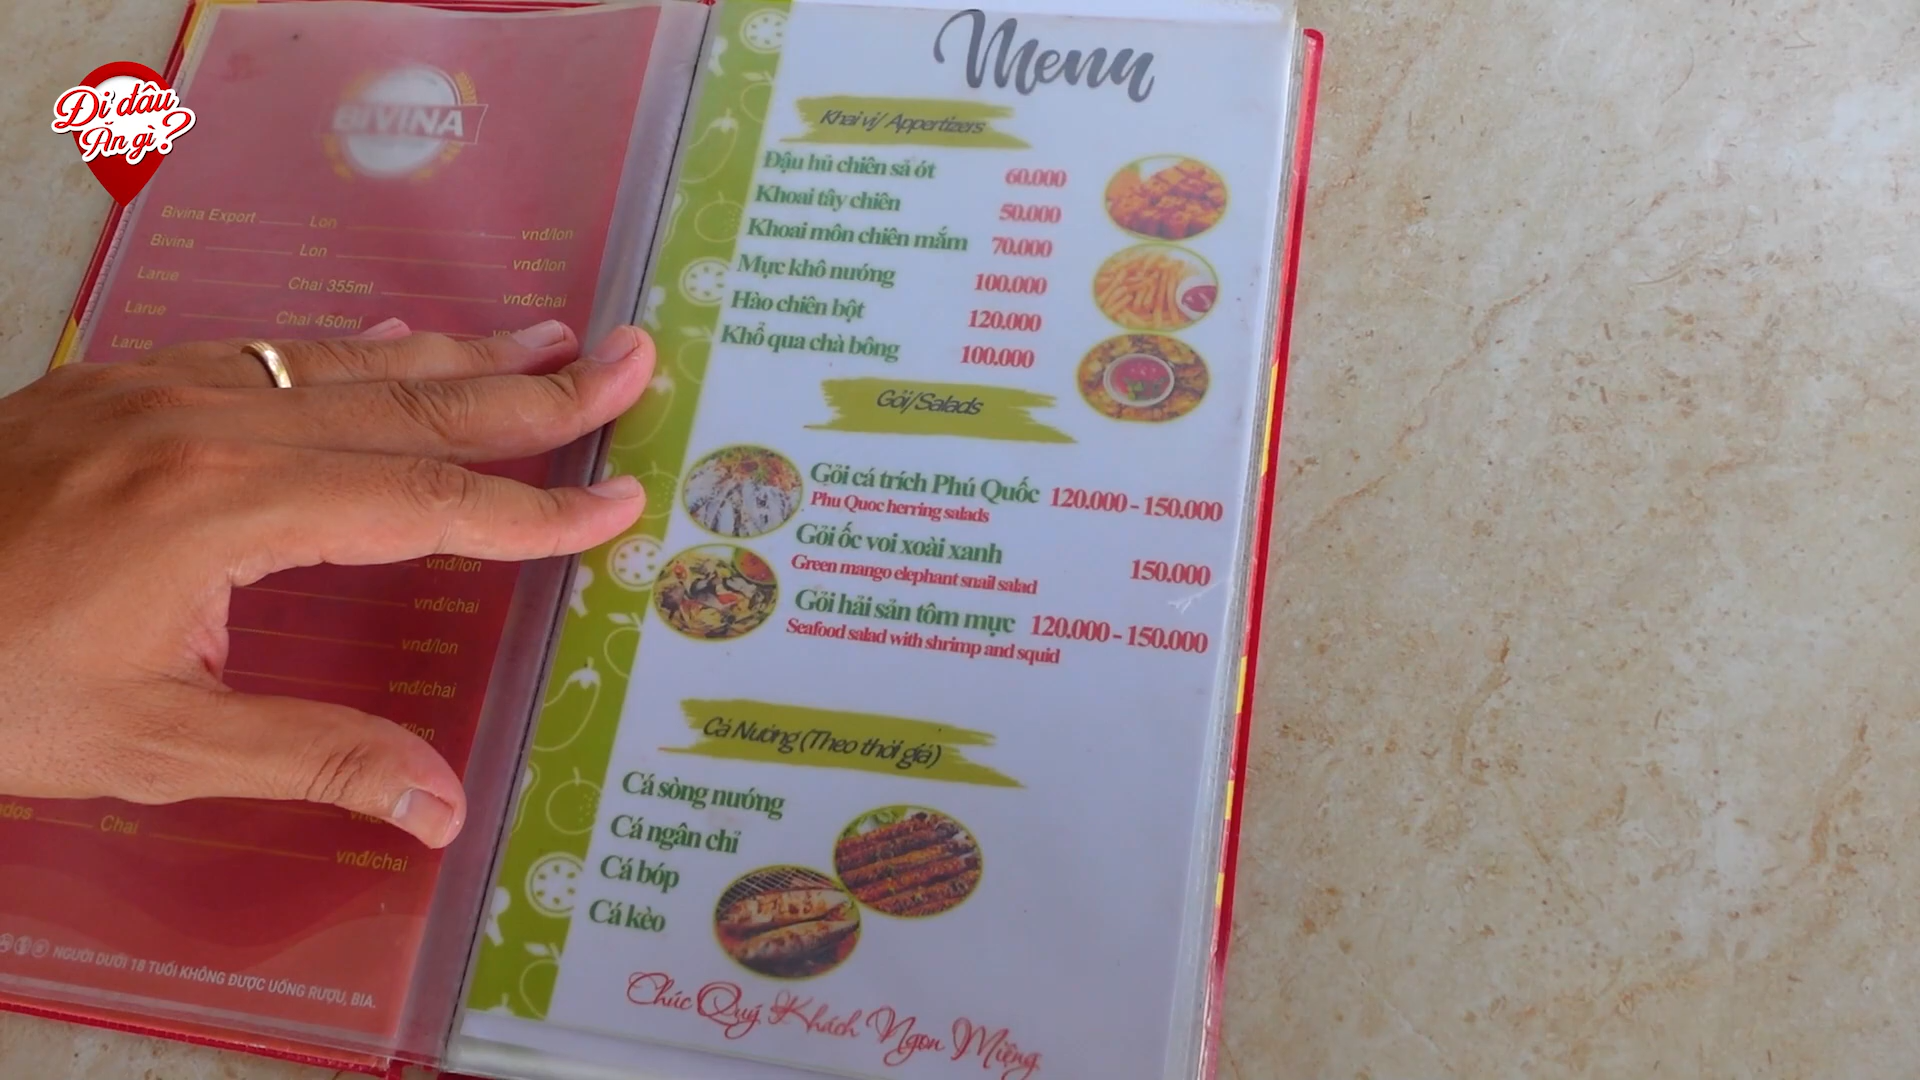 Đi đâu
Ăn gì?
BIVINA
Bivina Export Lon vnđ/lon
Bivina Lon vnđ/lon
Larue Chai 355ml vnđ/chai
Larue Chai 450ml
Larue
vnđ/lon
vnđ/chai
vnđ/lon
vnđ/chai
Chai
vnđ/chai
NGƯỜI DƯỚI 18 TUỔI KHÔNG ĐƯỢC UỐNG RƯỢU, BIA.
Menu
Khai vị/ Appertizers
Đậu hủ chiên sả ớt 60.000
Khoai tây chiên 50.000
Khoai môn chiên mắm 70.000
Mực khô nướng 100.000
Hào chiên bột 120.000
Khổ qua chà bông 100.000
Gỏi/Salads
Gỏi cá trích Phú Quốc 120.000 - 150.000
Phu Quoc herring salads
Gỏi ốc voi xoài xanh 150.000
Green mango elephant snail salad
Gỏi hải sản tôm mực 120.000 - 150.000
Seafood salad with shrimp and squid
Cá Nướng (Theo thời giá)
Cá sòng nướng
Cá ngân chỉ
Cá bóp
Cá kèo
Chúc Quý Khách Ngon Miệng